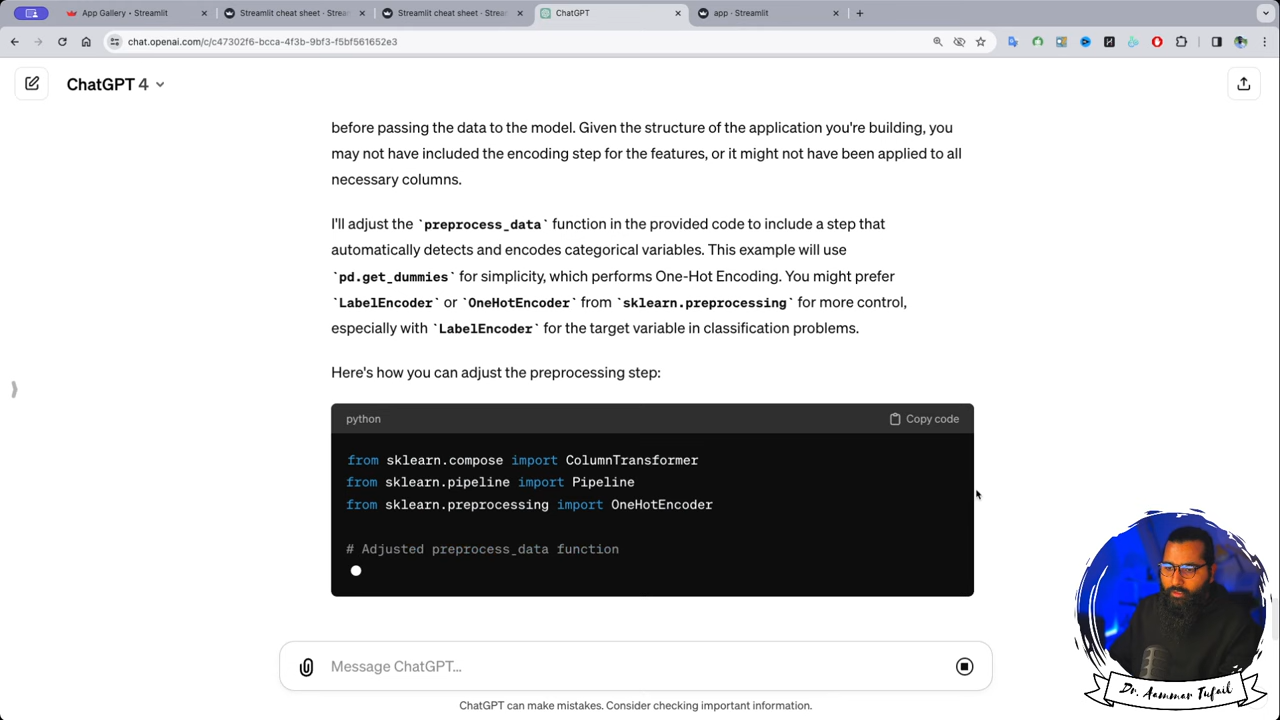 App Gallery • Streamlit
Streamlit cheat sheet · Stream
Streamlit cheat sheet · Strea
ChatGPT
app · Streamlit
chat.openai.com/c/c47302f6-bcca-4f3b-9bf3-f5bf561652e3
ChatGPT 4
before passing the data to the model. Given the structure of the application you're building, you
may not have included the encoding step for the features, or it might not have been applied to all
necessary columns.
I'll adjust the `preprocess_data` function in the provided code to include a step that
automatically detects and encodes categorical variables. This example will use
`pd.get_dummies` for simplicity, which performs One-Hot Encoding. You might prefer
`LabelEncoder` or `OneHotEncoder` from `sklearn.preprocessing` for more control,
especially with `LabelEncoder` for the target variable in classification problems.
Here's how you can adjust the preprocessing step:
python
Copy code
from sklearn.compose import ColumnTransformer
from sklearn.pipeline import Pipeline
from sklearn.preprocessing import OneHotEncoder
# Adjusted preprocess_data function
Message ChatGPT...
ChatGPT can make mistakes. Consider checking important information.
Dr. Aammar Tufail